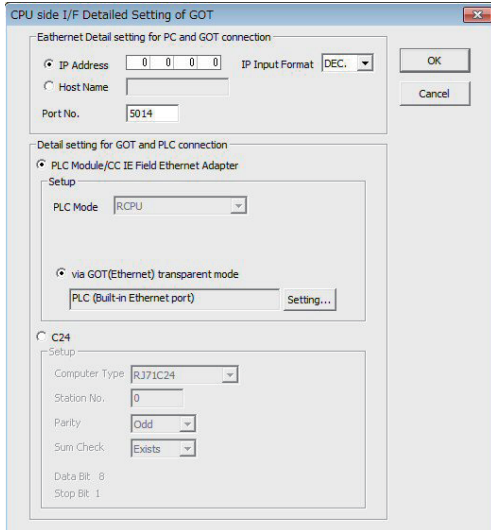 CPU side I/F Detailed Setting of GOT
Eathernet Detail setting for PC and GOT connection
IP Address 0 0 0 0 IP Input Format DEC.
OK
Host Name
Cancel
Port No. 5014
Detail setting for GOT and PLC connection
PLC Module/CC IE Field Ethernet Adapter
Setup
PLC Mode RCPU
via GOT(Ethernet) transparent mode
PLC (Built-in Ethernet port) Setting...
C24
Setup
Computer Type RJ71C24
Station No. 0
Parity Odd
Sum Check Exists
Data Bit 8
Stop Bit 1